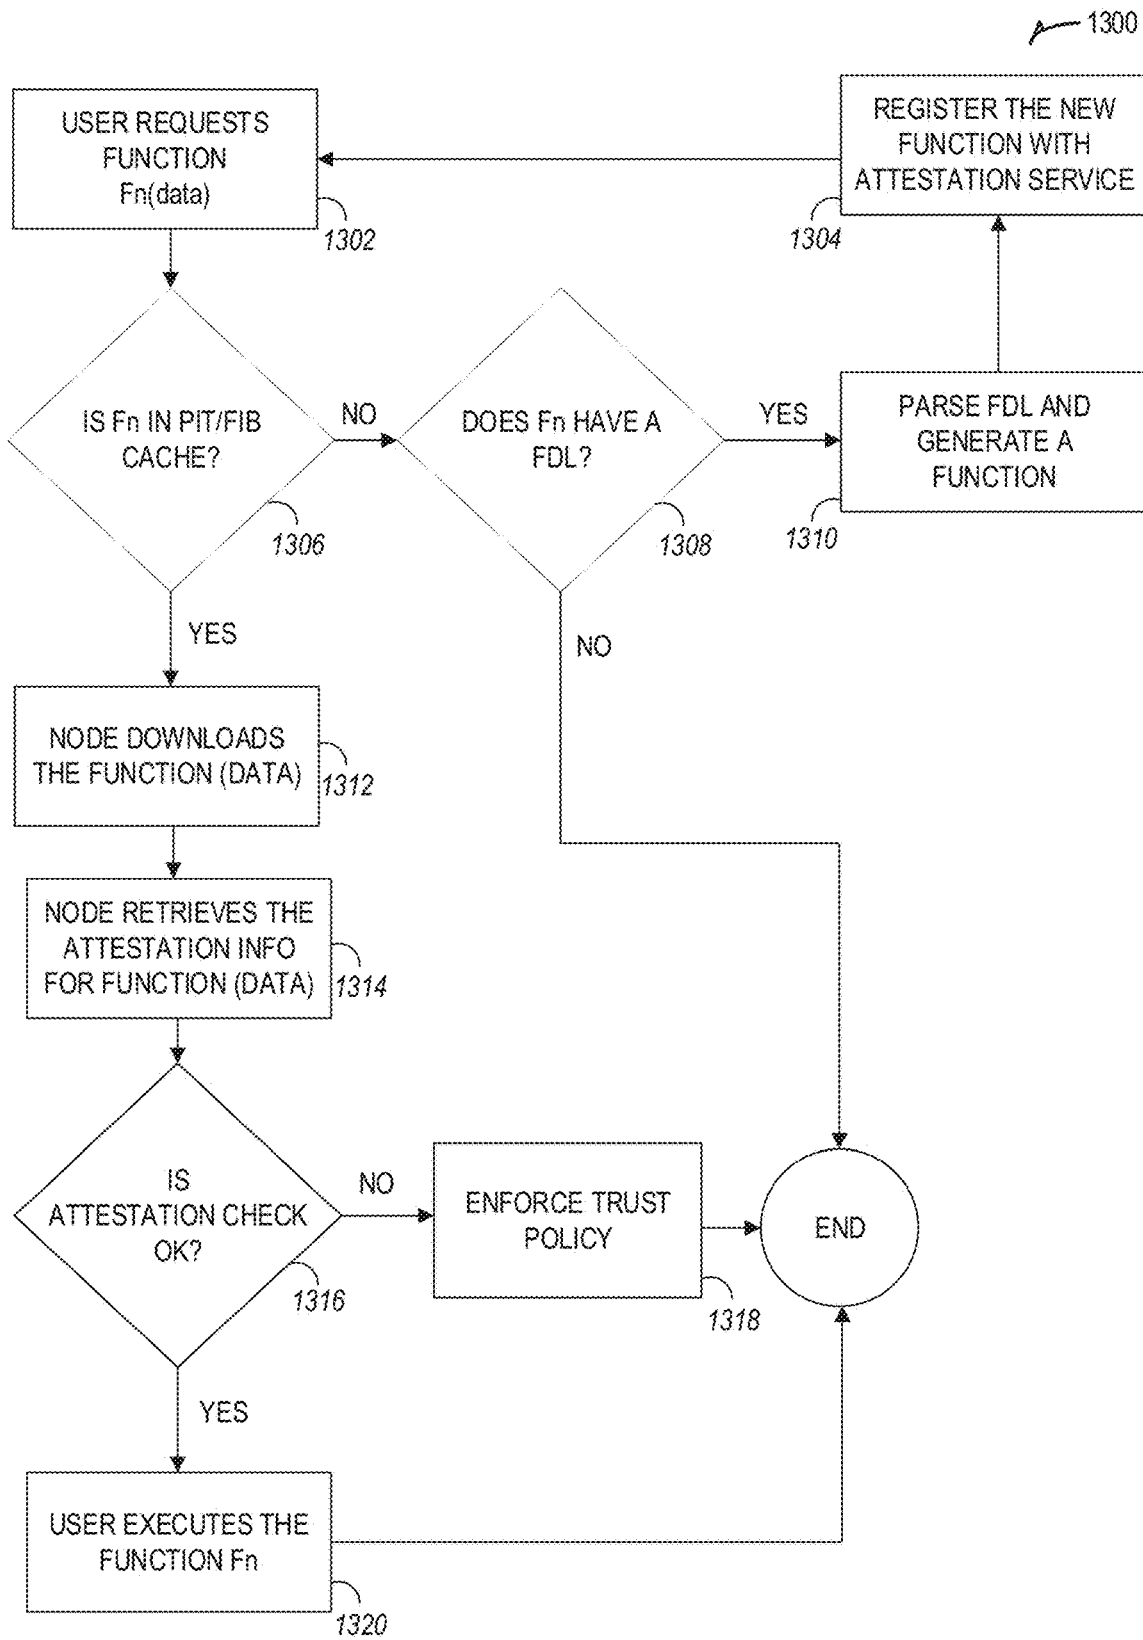 1300
USER REQUESTS
FUNCTION
Fn(data)
1302
REGISTER THE NEW
FUNCTION WITH
ATTESTATION SERVICE
1304
IS Fn IN PIT/FIB
CACHE?
1306
NO
DOES Fn HAVE A
FDL?
1308
YES
PARSE FDL AND
GENERATE A
FUNCTION
1310
YES
NO
NODE DOWNLOADS
THE FUNCTION (DATA)
1312
NODE RETRIEVES THE
ATTESTATION INFO
FOR FUNCTION (DATA)
1314
IS
ATTESTATION CHECK
OK?
1316
NO
ENFORCE TRUST
POLICY
1318
END
YES
USER EXECUTES THE
FUNCTION Fn
1320